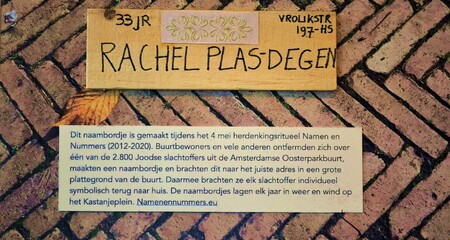 33 JR
VROLIKSTR
197-HS
RACHEL PLAS-DEGEN
Dit naambordje is gemaakt tijdens het 4 mei herdenkingsritueel Namen en
Nummers (2012-2020). Buurtbewoners en vele anderen ontfermden zich over
één van de 2.800 Joodse slachtoffers uit de Amsterdamse Oosterparkbuurt,
maakten een naambordje en brachten dit naar het juiste adres in een grote
plattegrond van de buurt. Daarmee brachten ze elk slachtoffer individueel
symbolisch terug naar huis. De naambordjes lagen elk jaar in weer en wind op
het Kastanjeplein. Namenennummers.eu